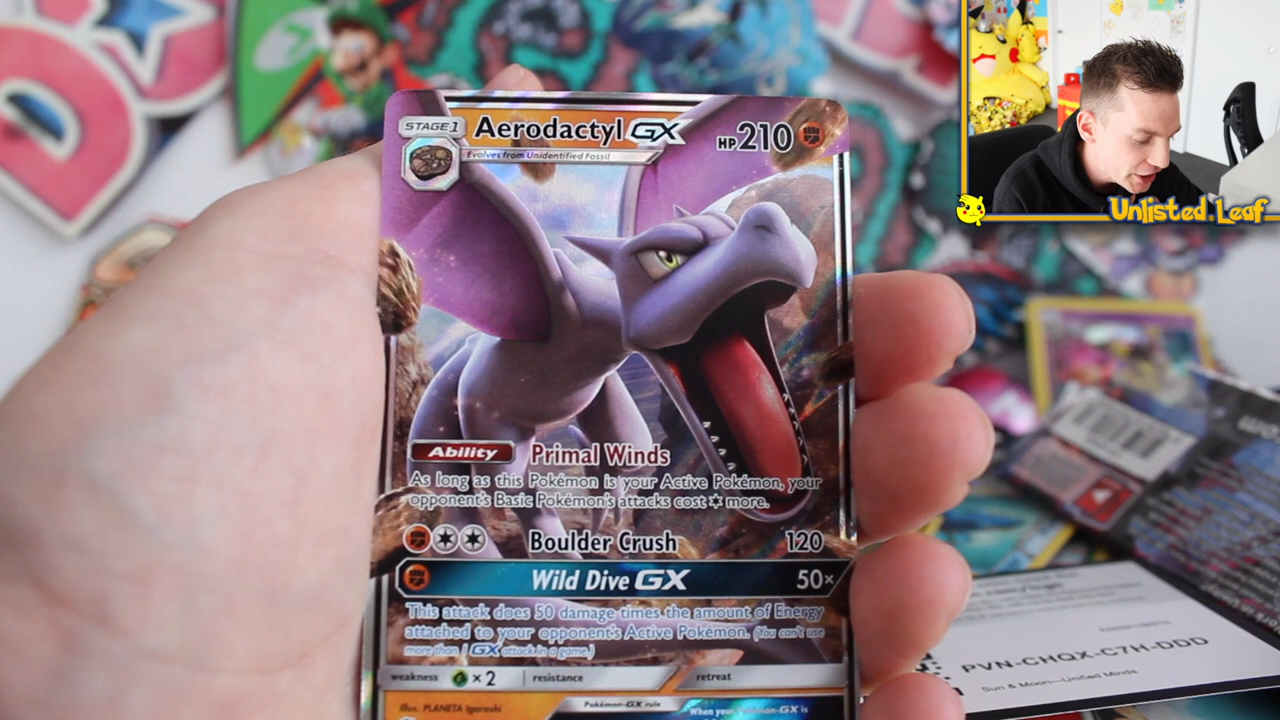 STAGE 1
Aerodactyl GX
HP 210
Evolves from Unidentified Fossil
Unlisted Leaf
Ability Primal Winds
As long as this Pokémon is your Active Pokémon, your
opponent's Basic Pokémon's attacks cost more.
Boulder Crush 120
Wild Dive GX 50×
This attack does 50 damage times the amount of Energy
attached to your opponent's Active Pokémon. (You can't use
more than 1 GX attack in a game.)
weakness ×2 resistance retreat
Illus. PLANETA Igarashi
Pokémon-GX rule
When your Pokémon-GX is
PVN-CHQX-C7H-DDD
Sun & Moon—Unified Minds